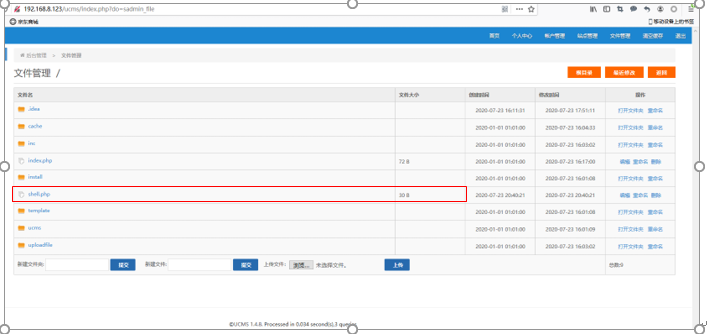 192.168.8.123/ucms/index.php?do=sadmin_file
京东商城 移动设备上的书签
首页 个人中心 帐户管理 站点管理 文件管理 清空缓存 退出
后台管理 > 文件管理
文件管理 /
根目录 最近修改 返回
文件名 文件大小 创建时间 修改时间 操作
.idea 2020-07-23 16:11:31 2020-07-23 17:51:11 打开文件夹 重命名
cache 2020-01-01 01:01:00 2020-07-23 16:04:33 打开文件夹 重命名
inc 2020-01-01 01:01:00 2020-07-23 16:03:02 打开文件夹 重命名
index.php 72 B 2020-01-01 01:01:00 2020-07-23 16:17:08 编辑 重命名 删除
install 2020-01-01 01:01:00 2020-07-23 16:01:08 打开文件夹 重命名
shell.php 30 B 2020-07-23 20:40:21 2020-07-23 20:40:21 编辑 重命名 删除
template 2020-01-01 01:01:00 2020-07-23 16:01:08 打开文件夹 重命名
ucms 2020-01-01 01:01:00 2020-07-23 16:01:09 打开文件夹 重命名
uploadfile 2020-01-01 01:01:00 2020-07-23 16:03:02 打开文件夹 重命名
新建文件夹: 提交 新建文件: 提交 上传文件: 浏览... 未选择文件。 上传
©UCMS 1.4.8. Processed in 0.034 second(s),3 queries